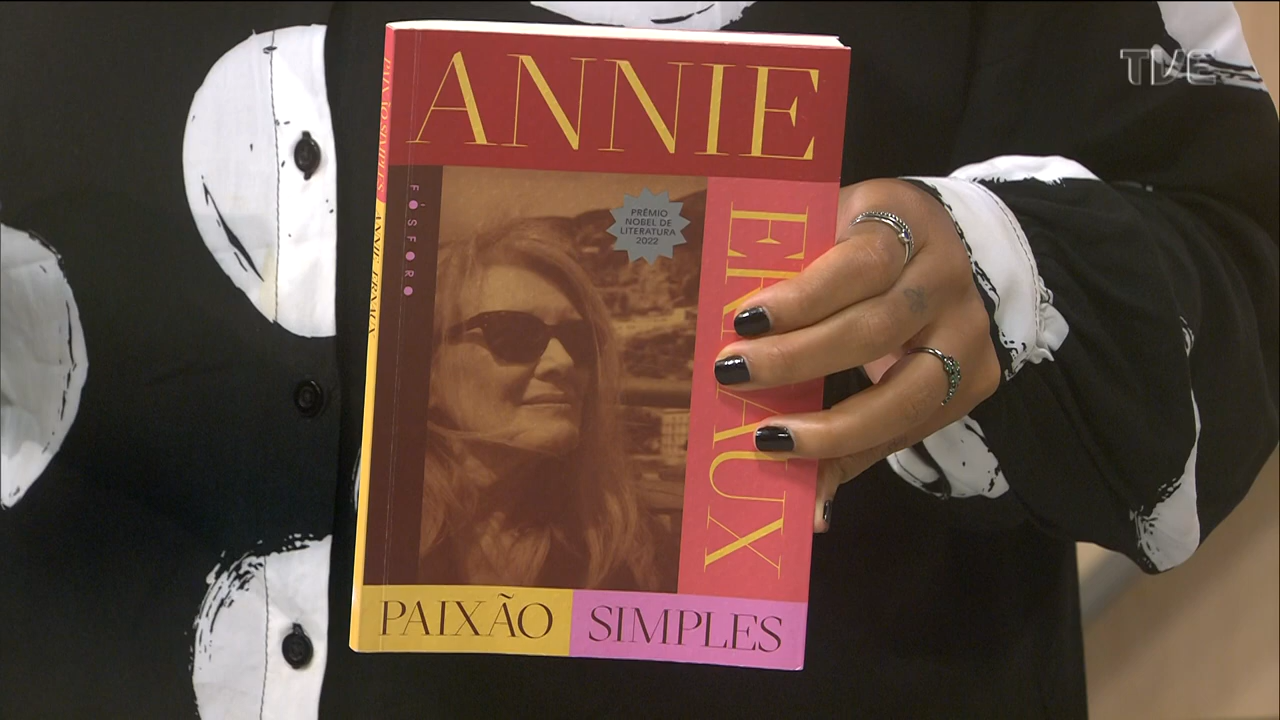 TVE
ANNIE
ERNAUX
FÓSFORO
PRÊMIO
NOBEL DE
LITERATURA
2022
PAIXÃO SIMPLES
PAIXÃO SIMPLES ANNIE ERNAUX